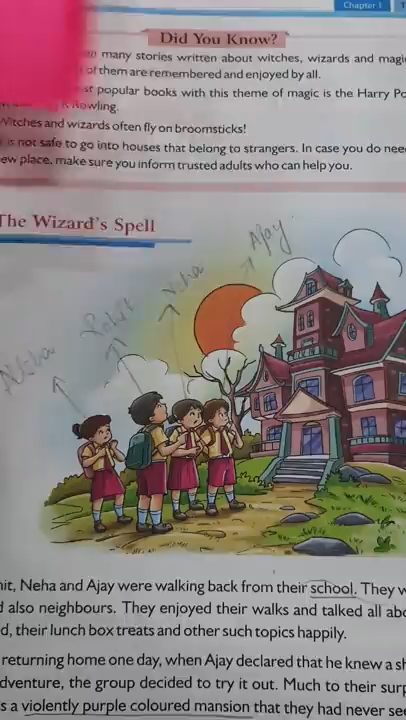 Chapter 1
Did You Know?
many stories written about witches, wizards and magi
of them are remembered and enjoyed by all.
st popular books with this theme of magic is the Harry Po
Rowling.
Witches and wizards often fly on broomsticks!
is not safe to go into houses that belong to strangers. In case you do nee
ew place, make sure you inform trusted adults who can help you.
The Wizard's Spell
Ajay
Neha
Rohit
hit, Neha and Ajay were walking back from their school. They w
d also neighbours. They enjoyed their walks and talked all abo
d, their lunch box treats and other such topics happily.
returning home one day, when Ajay declared that he knew a sh
dventure, the group decided to try it out. Much to their surp
s a violently purple coloured mansion that they had never see